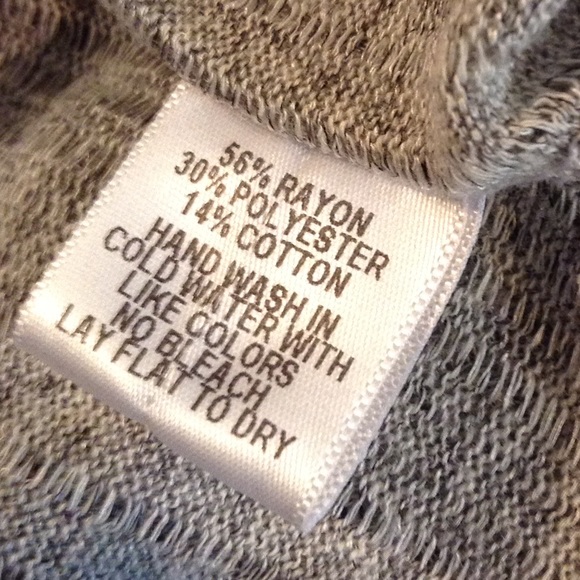 56% RAYON
30% POLYESTER
14% COTTON
HAND WASH IN
COLD WATER WITH
LIKE COLORS
NO BLEACH
LAY FLAT TO DRY